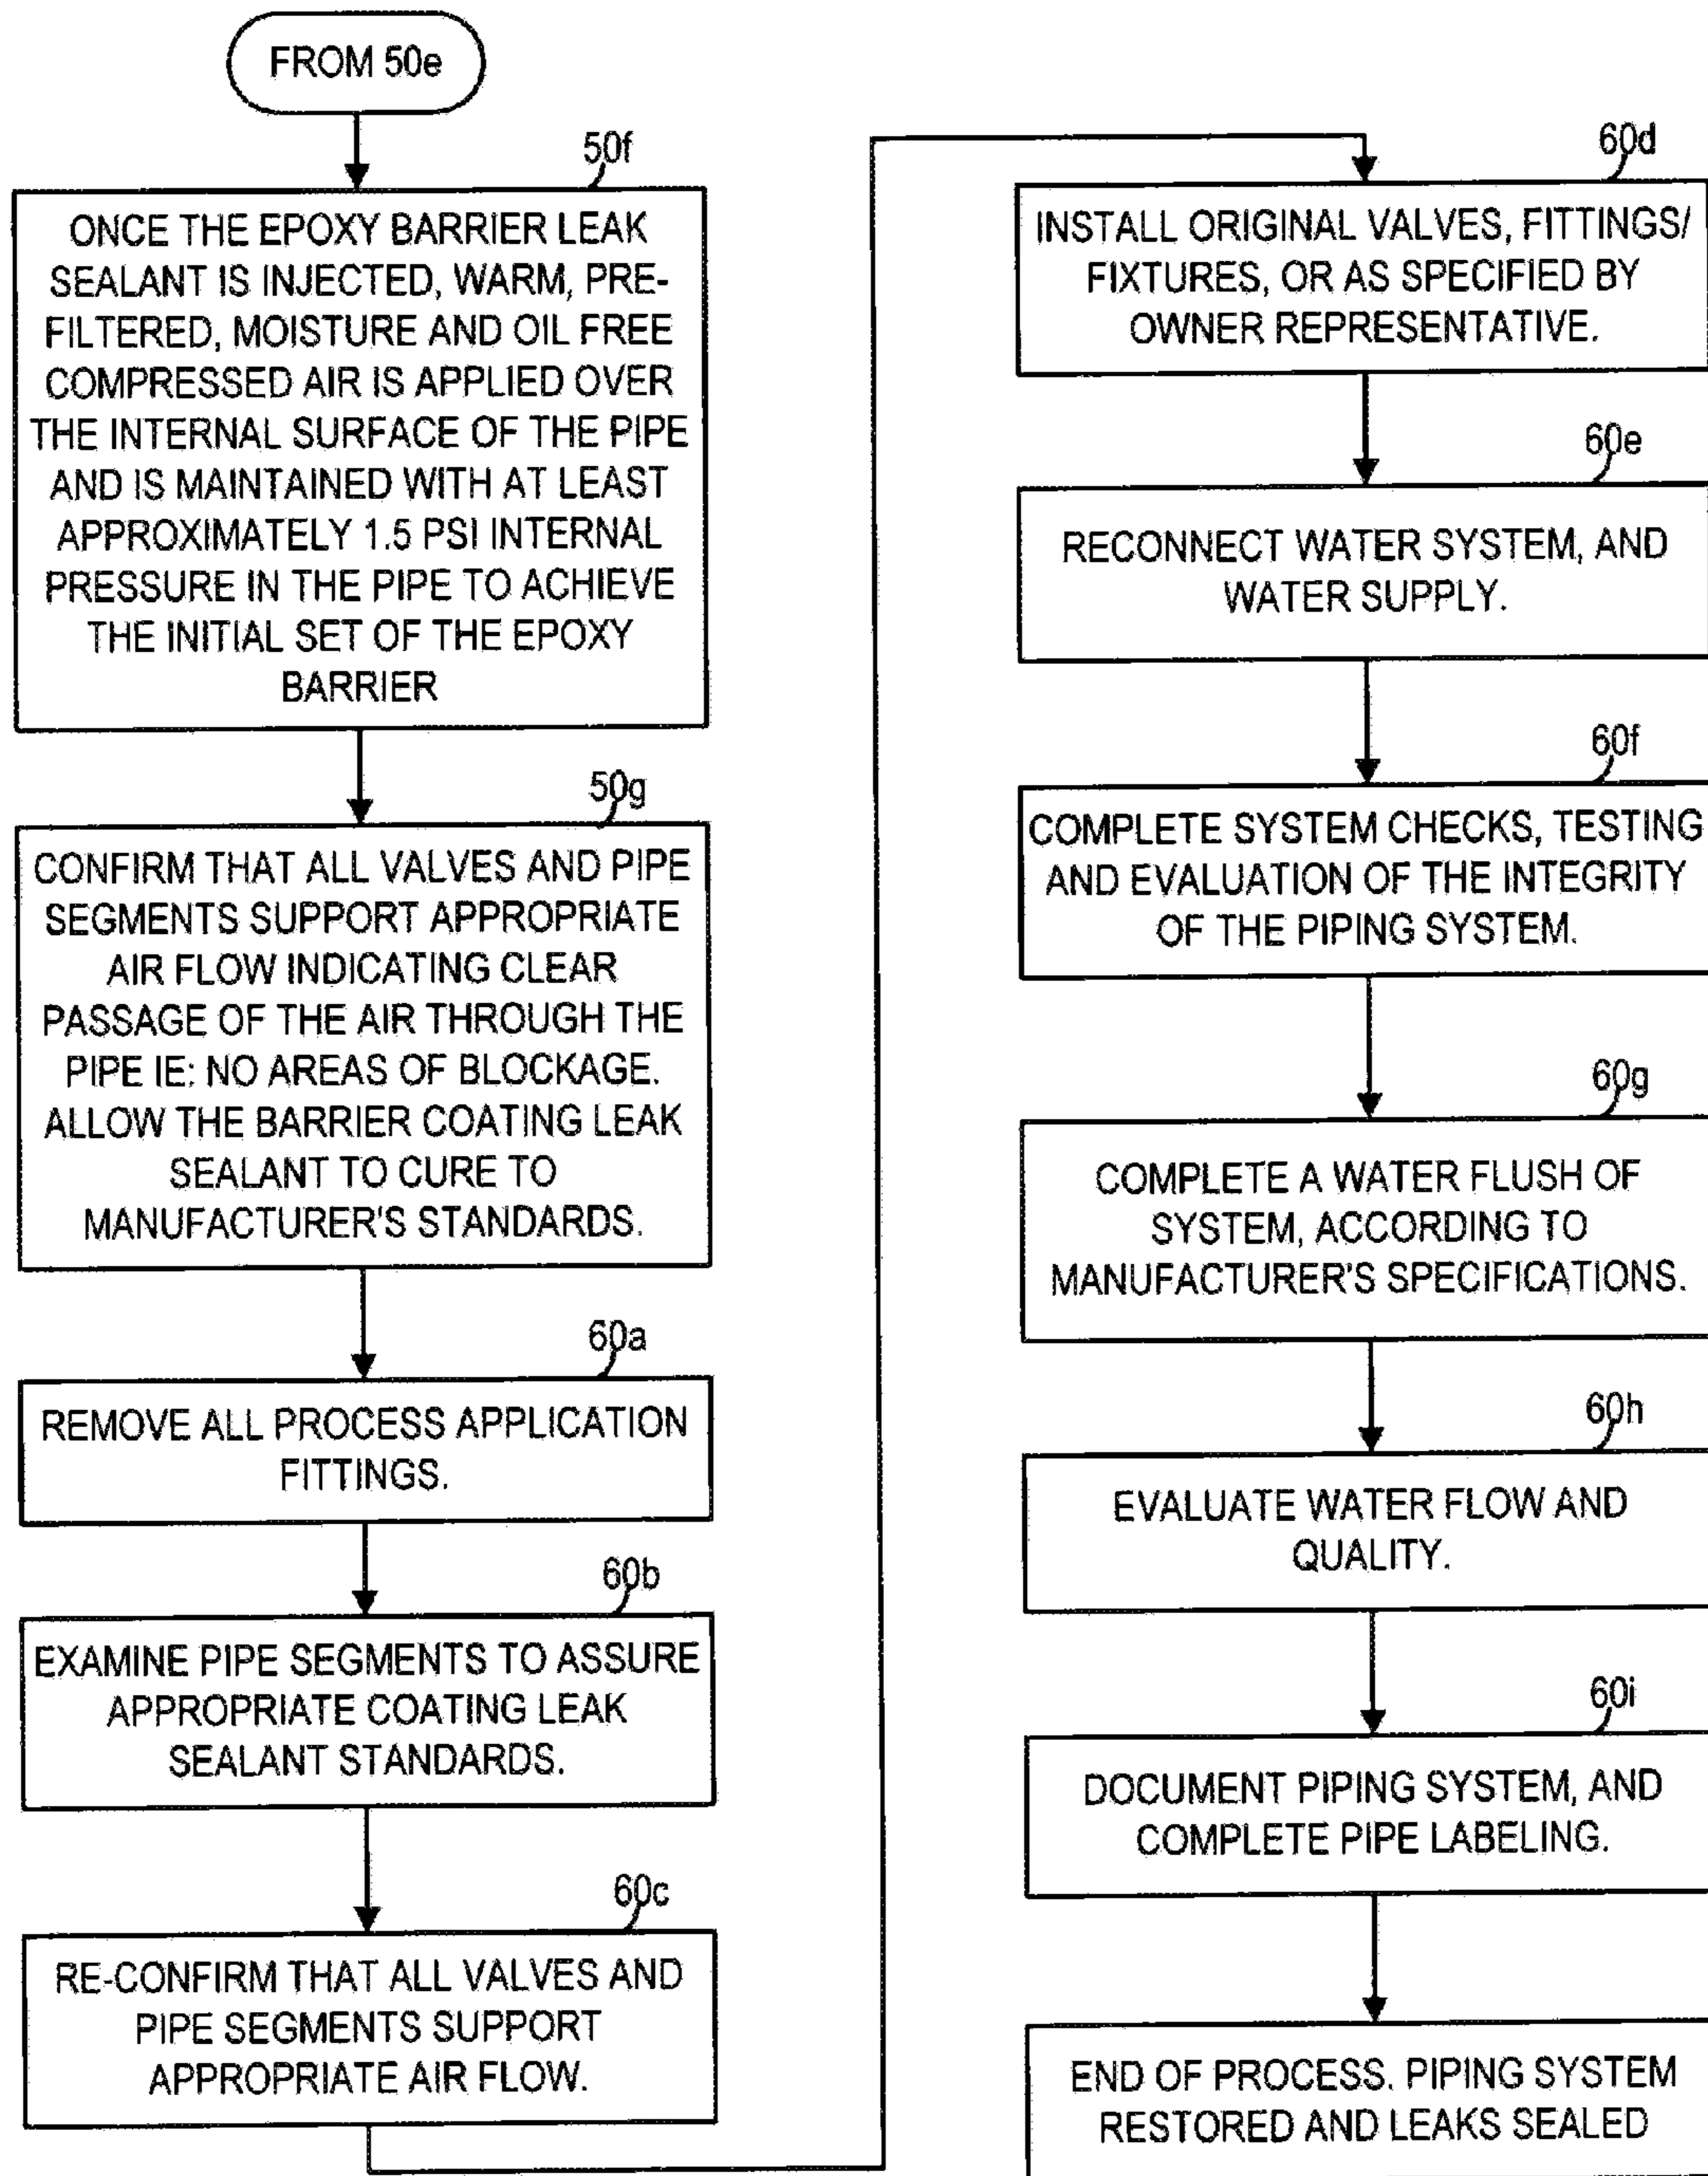 FROM 50e
50f
ONCE THE EPOXY BARRIER LEAK
SEALANT IS INJECTED, WARM, PRE-
FILTERED, MOISTURE AND OIL FREE
COMPRESSED AIR IS APPLIED OVER
THE INTERNAL SURFACE OF THE PIPE
AND IS MAINTAINED WITH AT LEAST
APPROXIMATELY 1.5 PSI INTERNAL
PRESSURE IN THE PIPE TO ACHIEVE
THE INITIAL SET OF THE EPOXY
BARRIER
50g
CONFIRM THAT ALL VALVES AND PIPE
SEGMENTS SUPPORT APPROPRIATE
AIR FLOW INDICATING CLEAR
PASSAGE OF THE AIR THROUGH THE
PIPE IE: NO AREAS OF BLOCKAGE.
ALLOW THE BARRIER COATING LEAK
SEALANT TO CURE TO
MANUFACTURER'S STANDARDS.
60a
REMOVE ALL PROCESS APPLICATION
FITTINGS.
60b
EXAMINE PIPE SEGMENTS TO ASSURE
APPROPRIATE COATING LEAK
SEALANT STANDARDS.
60c
RE-CONFIRM THAT ALL VALVES AND
PIPE SEGMENTS SUPPORT
APPROPRIATE AIR FLOW.
60d
INSTALL ORIGINAL VALVES, FITTINGS/
FIXTURES, OR AS SPECIFIED BY
OWNER REPRESENTATIVE.
60e
RECONNECT WATER SYSTEM, AND
WATER SUPPLY.
60f
COMPLETE SYSTEM CHECKS, TESTING
AND EVALUATION OF THE INTEGRITY
OF THE PIPING SYSTEM.
60g
COMPLETE A WATER FLUSH OF
SYSTEM, ACCORDING TO
MANUFACTURER'S SPECIFICATIONS.
60h
EVALUATE WATER FLOW AND
QUALITY.
60i
DOCUMENT PIPING SYSTEM, AND
COMPLETE PIPE LABELING.
END OF PROCESS. PIPING SYSTEM
RESTORED AND LEAKS SEALED